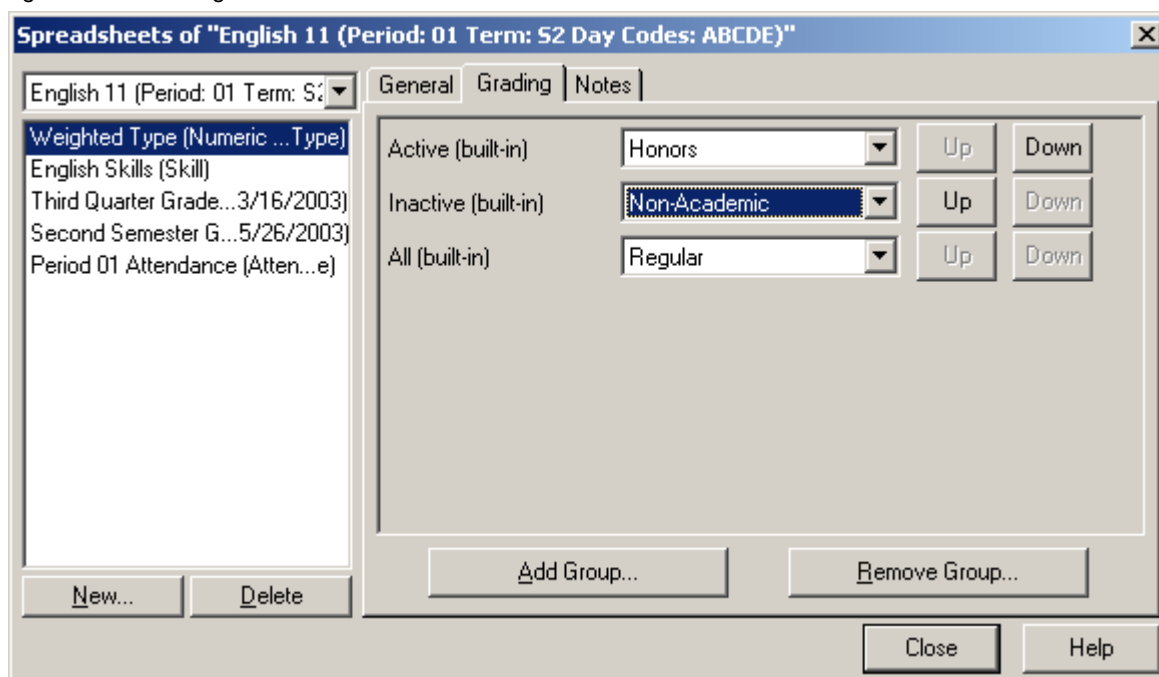 Spreadsheets of "English 11 (Period: 01 Term: S2 Day Codes: ABCDE)"
English 11 (Period: 01 Term: S2
General Grading Notes
Weighted Type (Numeric ...Type)
English Skills (Skill)
Third Quarter Grade...3/16/2003)
Second Semester G...5/26/2003)
Period 01 Attendance (Atten...e)
Active (built-in) Honors Up Down
Inactive (built-in) Non-Academic Up Down
All (built-in) Regular Up Down
Add Group... Remove Group...
New... Delete
Close Help